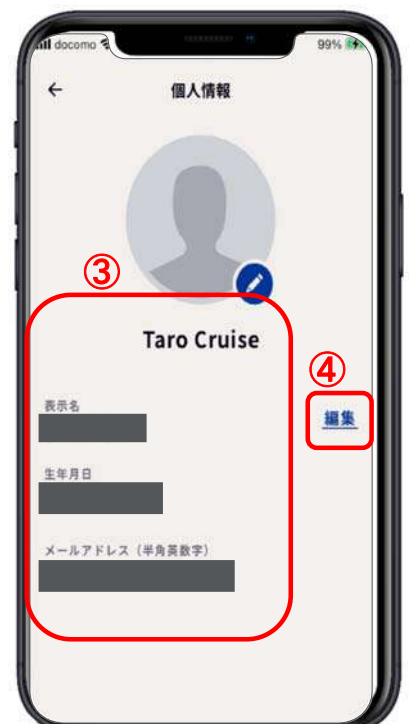 docomo
99%
←
個人情報
③
Taro Cruise
④
表示名
編集
生年月日
メールアドレス（半角英数字）